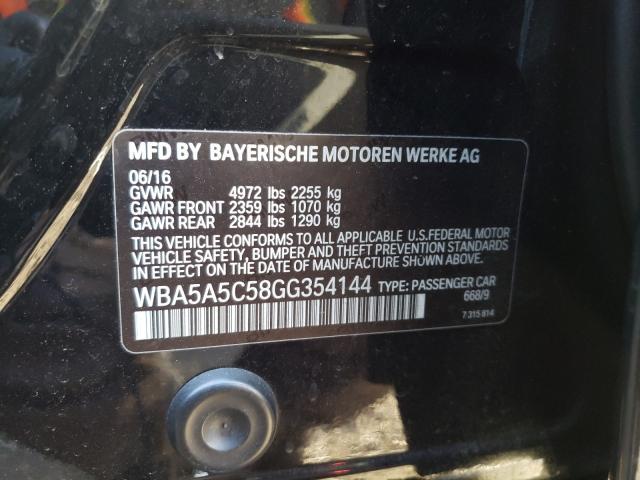 MFD BY BAYERISCHE MOTOREN WERKE AG
06/16
GVWR 4972 lbs 2255 kg
GAWR FRONT 2359 lbs 1070 kg
GAWR REAR 2844 lbs 1290 kg
THIS VEHICLE CONFORMS TO ALL APPLICABLE U.S.FEDERAL MOTOR
VEHICLE SAFETY, BUMPER AND THEFT PREVENTION STANDARDS
IN EFFECT ON THE DATE OF MANUFACTURE SHOWN ABOVE.
WBA5A5C58GG354144 TYPE: PASSENGER CAR
668/9
7 315 814